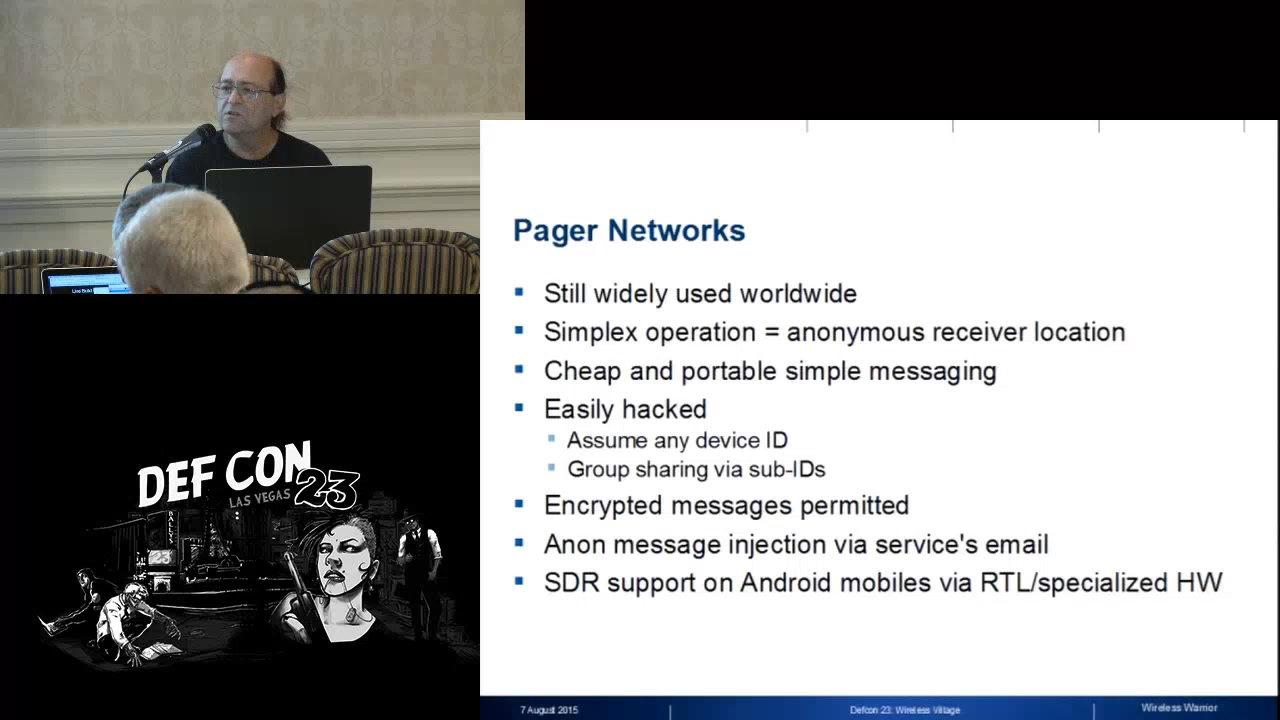 Pager Networks
Still widely used worldwide
Simplex operation = anonymous receiver location
Cheap and portable simple messaging
Easily hacked
Assume any device ID
Group sharing via sub-IDs
Encrypted messages permitted
Anon message injection via service's email
SDR support on Android mobiles via RTL/specialized HW
7 August 2015
Defcon 23: Wireless Village
Wireless Warrior
DEF CON
LAS VEGAS 23
BALLY'S